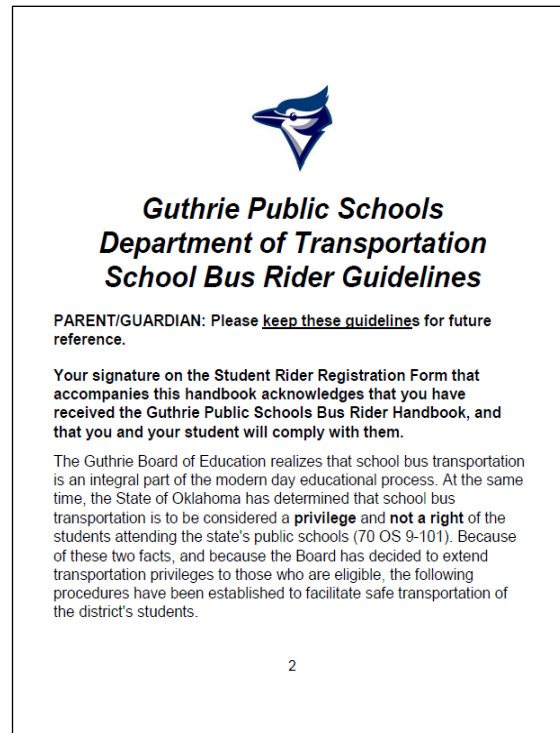 Guthrie Public Schools
Department of Transportation
School Bus Rider Guidelines
PARENT/GUARDIAN: Please keep these guidelines for future
reference.
Your signature on the Student Rider Registration Form that
accompanies this handbook acknowledges that you have
received the Guthrie Public Schools Bus Rider Handbook, and
that you and your student will comply with them.
The Guthrie Board of Education realizes that school bus transportation
is an integral part of the modern day educational process. At the same
time, the State of Oklahoma has determined that school bus
transportation is to be considered a privilege and not a right of the
students attending the state's public schools (70 OS 9-101). Because
of these two facts, and because the Board has decided to extend
transportation privileges to those who are eligible, the following
procedures have been established to facilitate safe transportation of
the district's students.
2